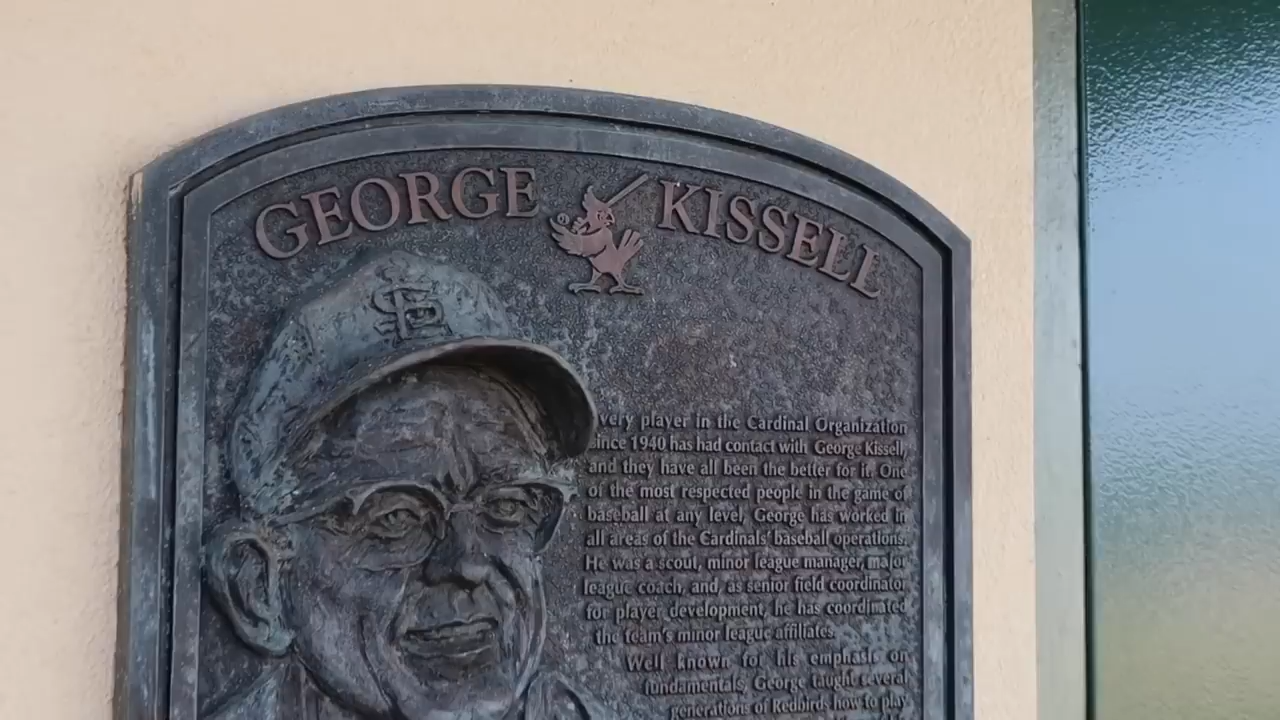 GEORGE KISSELL
STL
very player in the Cardinal Organization
since 1940 has had contact with George Kissell,
and they have all been the better for it. One
of the most respected people in the game of
baseball at any level, George has worked in
all areas of the Cardinals' baseball operations.
He was a scout, minor league manager, major
league coach, and, as senior field coordinator
for player development, he has coordinated
the team's minor league affiliates.
Well known for his emphasis on
fundamentals, George taught several
generations of Redbirds how to play